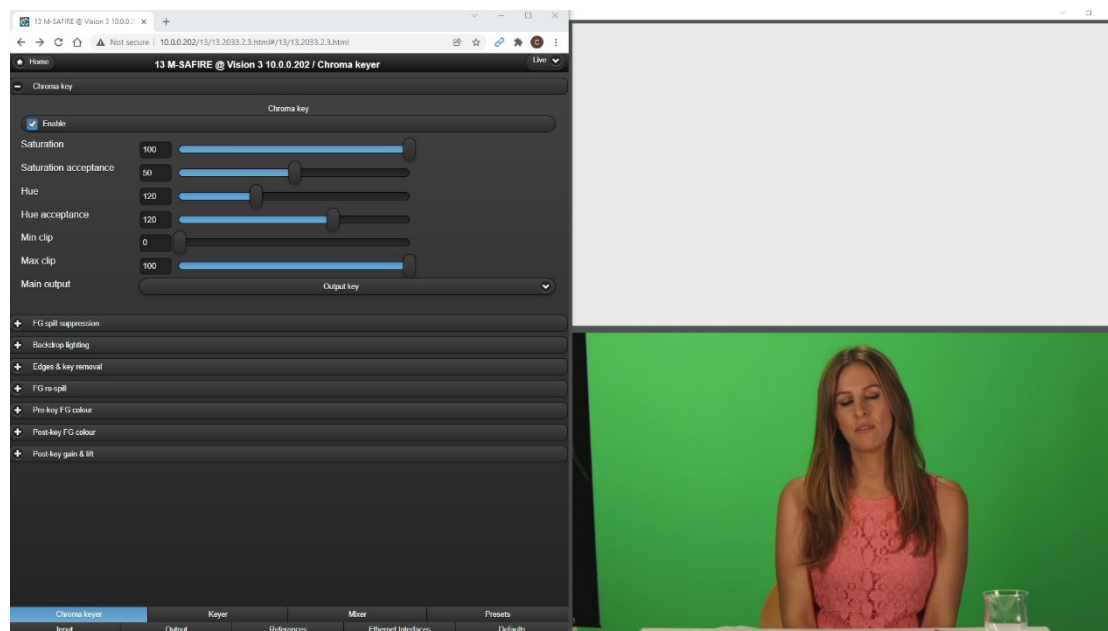 13 M-SAFIRE @ Vision 3 10.0.0.2
Not secure 10.0.0.202/13/13.2033.2.3.html#/13/13.2033.2.3.html
C
Home
13 M-SAFIRE @ Vision 3 10.0.0.202 / Chroma keyer
Live
Chroma key
Chroma key
Enable
Saturation 100
Saturation acceptance 50
Hue 120
Hue acceptance 120
Min clip 0
Max clip 100
Main output Output key
FG spill suppression
Backdrop lighting
Edges & key removal
FG re-spill
Pre-key FG colour
Post-key FG colour
Post-key gain & lift
Chroma keyer Keyer Mixer Presets
Input Output References Ethernet Interfaces Defaults